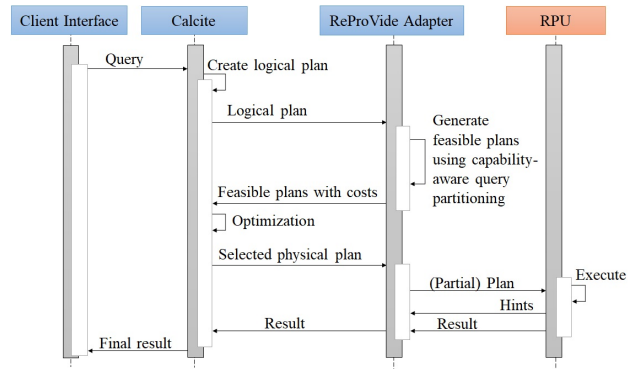 Client Interface
Calcite
ReProVide Adapter
RPU
Query
Create logical plan
Logical plan
Generate
feasible plans
using capability-
aware query
partitioning
Feasible plans with costs
Optimization
Selected physical plan
(Partial) Plan
Execute
Hints
Result
Result
Final result